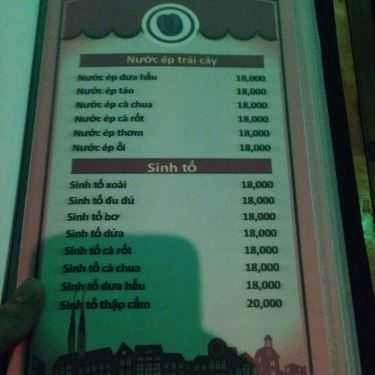 Nước ép trái cây
Nước ép dưa hấu 18,000
Nước ép táo 18,000
Nước ép cà chua 18,000
Nước ép cà rốt 18,000
Nước ép thơm 18,000
Nước ép ổi 18,000
Sinh tố
Sinh tố xoài 18,000
Sinh tố đu đủ 18,000
Sinh tố bơ 18,000
Sinh tố dứa 18,000
Sinh tố cà rốt 18,000
Sinh tố cà chua 18,000
Sinh tố dưa hấu 18,000
Sinh tố thập cẩm 20,000